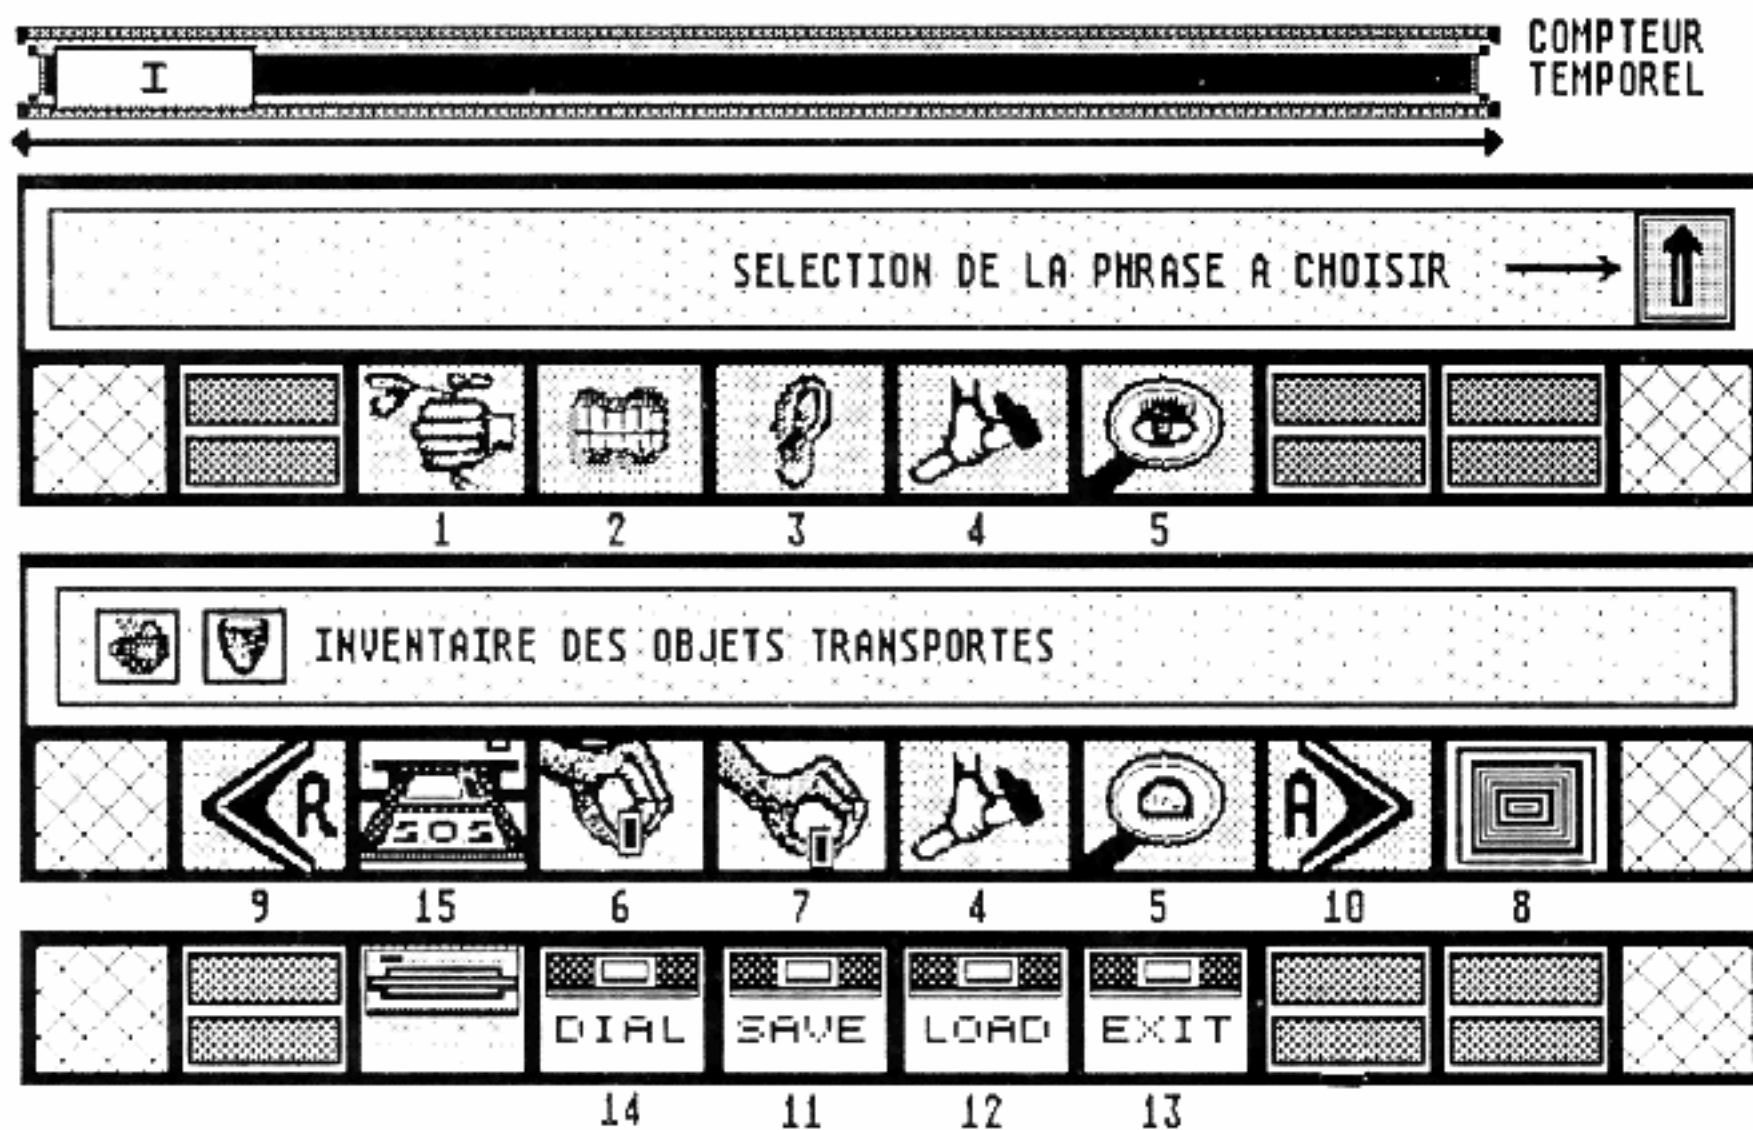 COMPTEUR
TEMPOREL
I
SELECTION DE LA PHRASE A CHOISIR
1 2 3 4 5
INVENTAIRE DES OBJETS TRANSPORTES
R A
9 15 6 7 4 5 10 8
DIAL SAVE LOAD EXIT
14 11 12 13